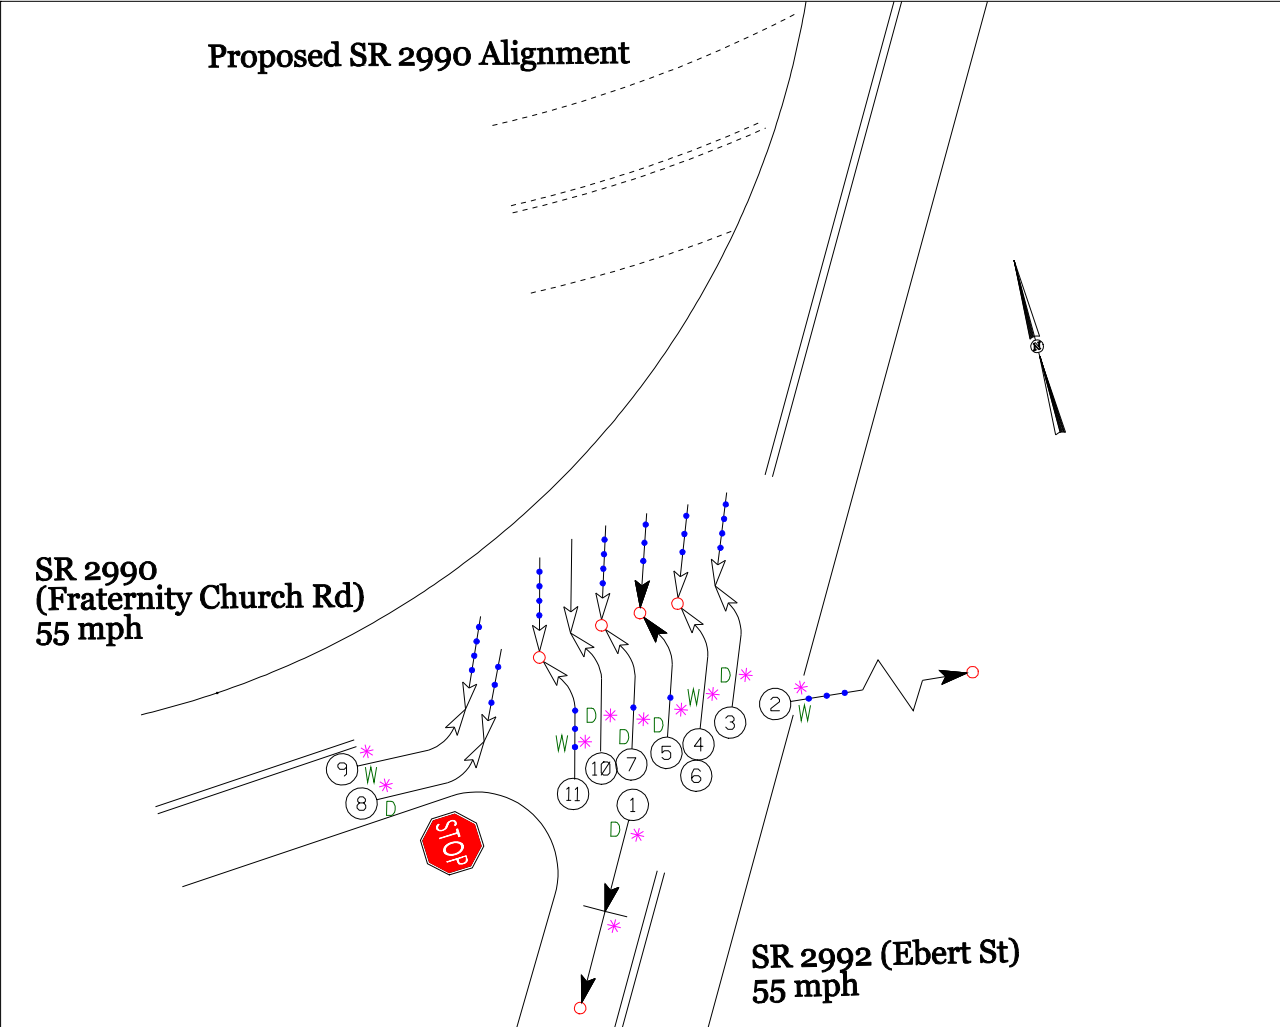 Proposed SR 2990 Alignment
N
SR 2990
(Fraternity Church Rd)
55 mph
D
W
D
D
W
D
W
3
2
5
4
10
7
6
9
W
11
8
D
1
D
STOP
SR 2992 (Ebert St)
55 mph